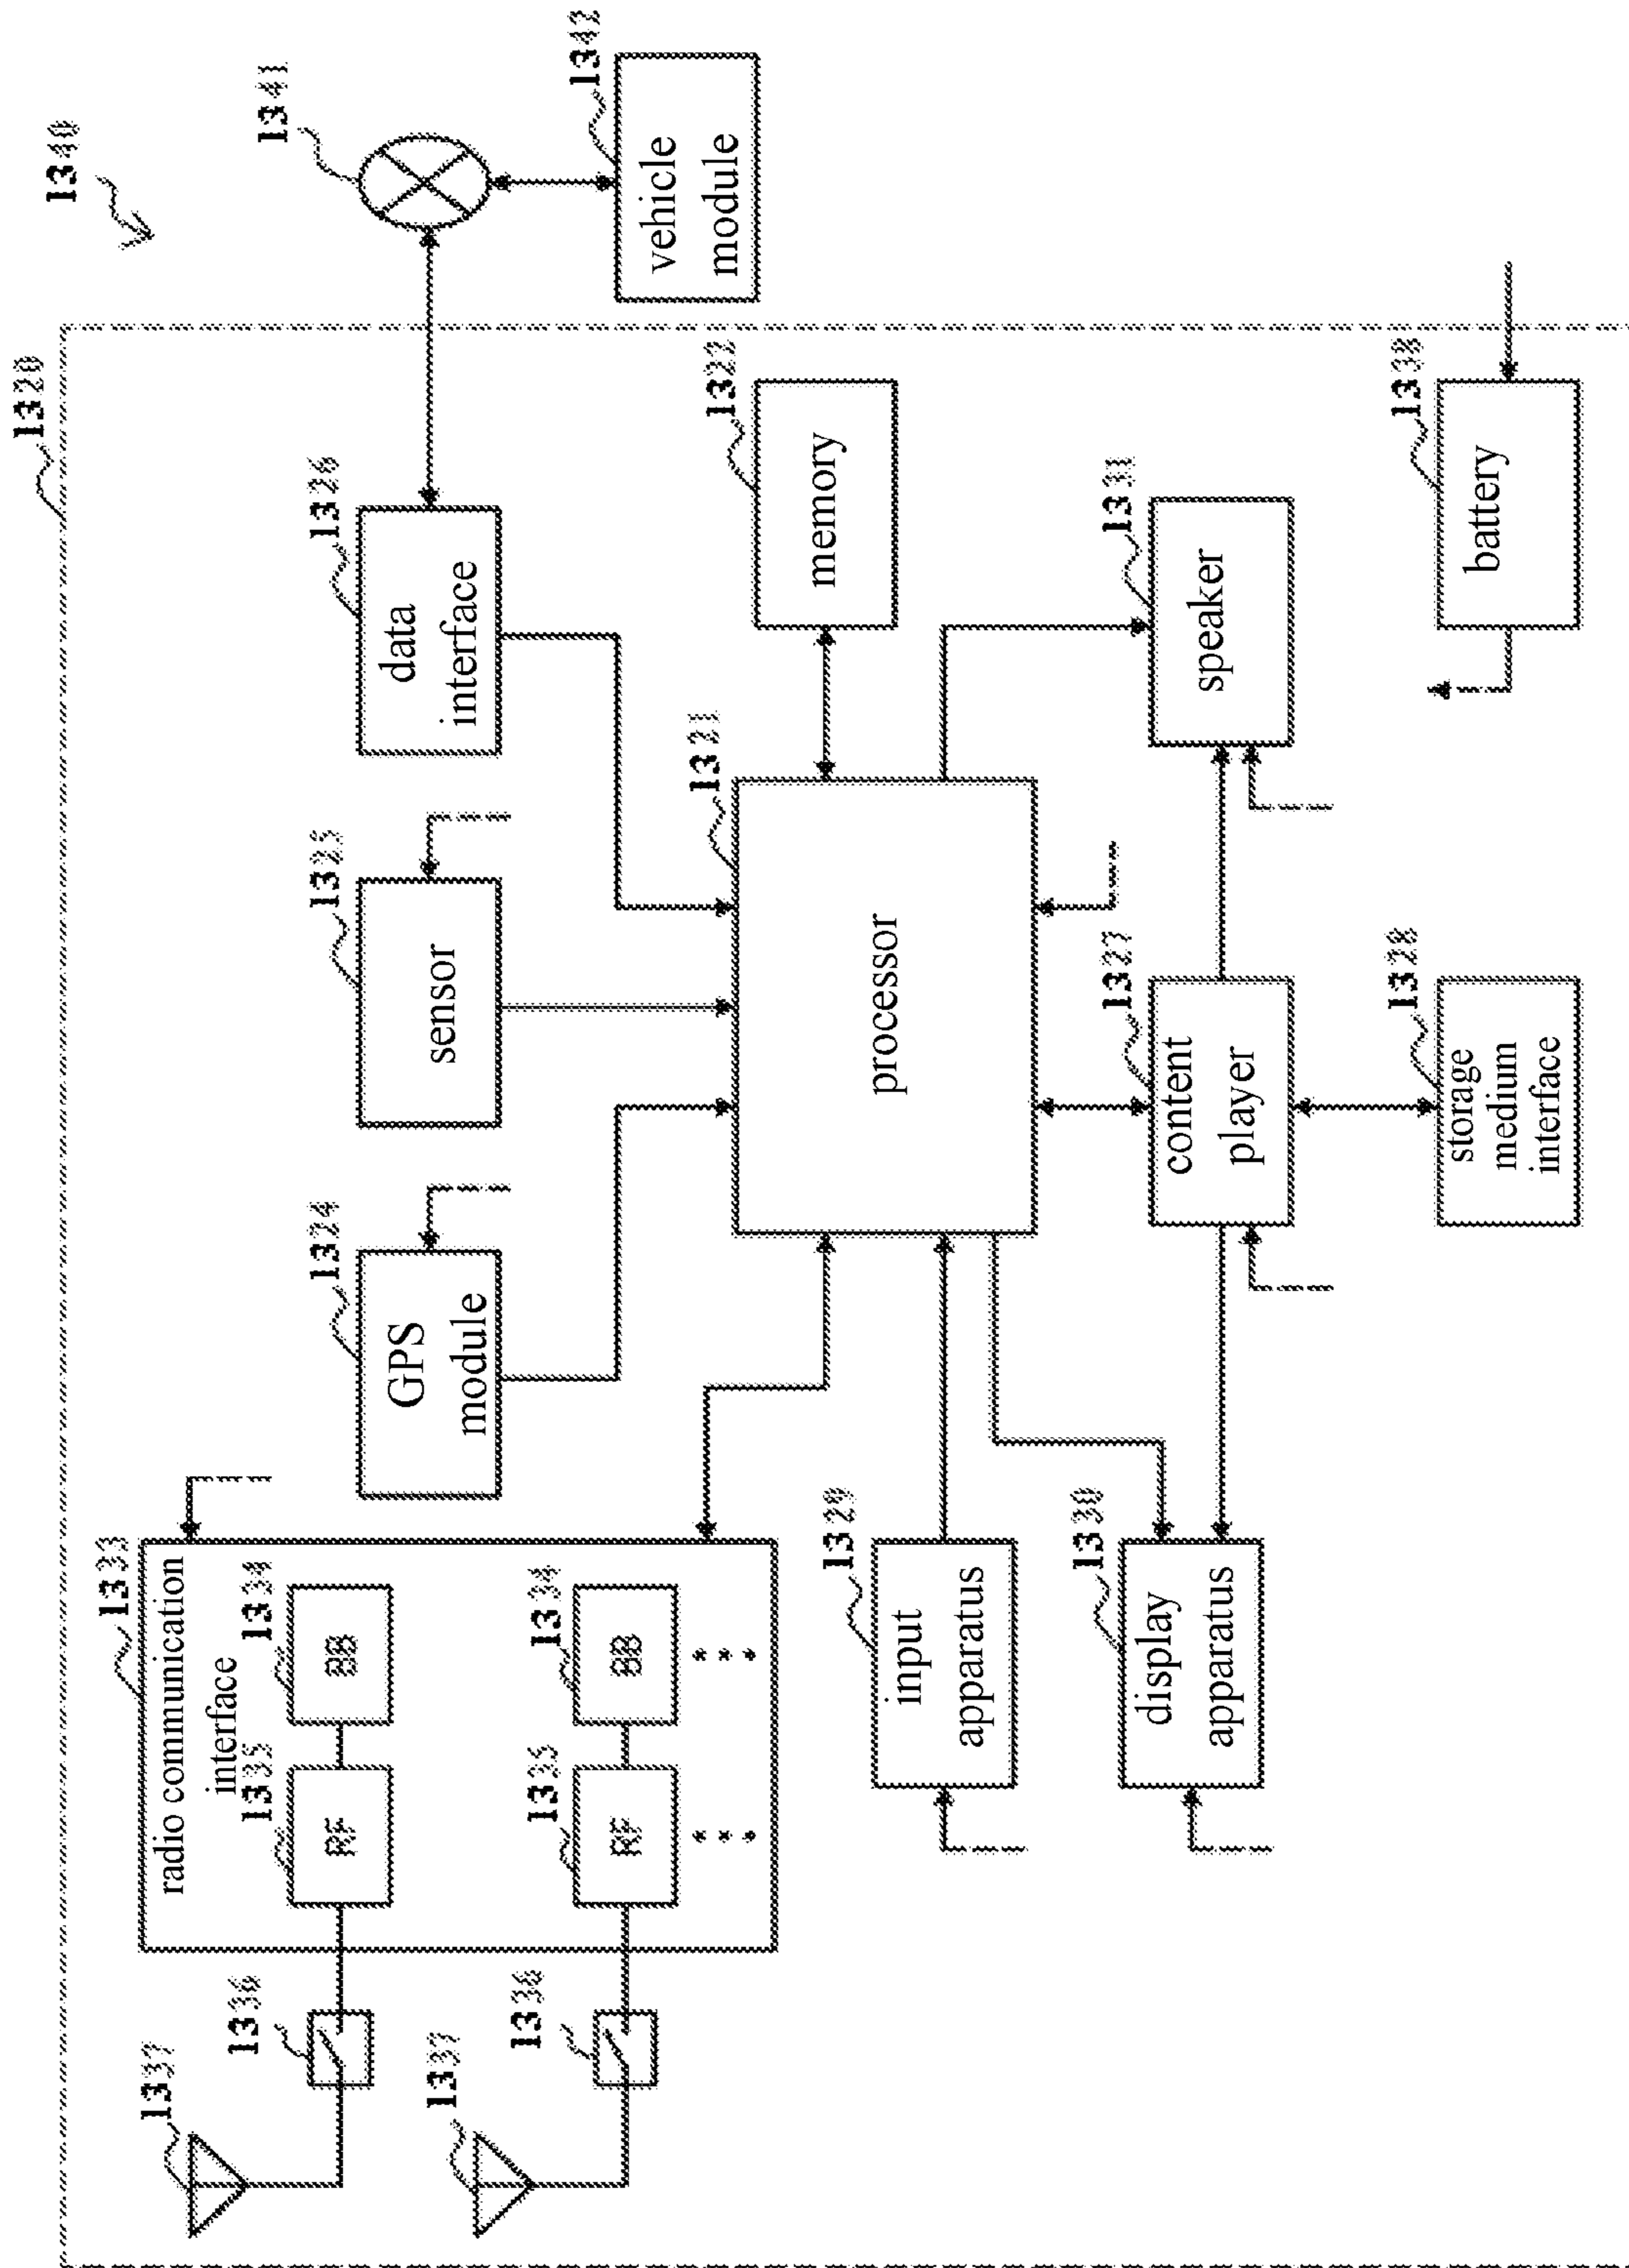 1340
1320
1341
1342
vehicle
module
1333
radio communication
interface
1334
BB
1335
RF
1334
BB
1335
RF
1336
1337
1336
1337
1324
GPS
module
1325
sensor
1326
data
interface
1321
processor
1322
memory
1329
input
apparatus
1330
display
apparatus
1327
content
player
1331
speaker
1328
storage
medium
interface
1338
battery